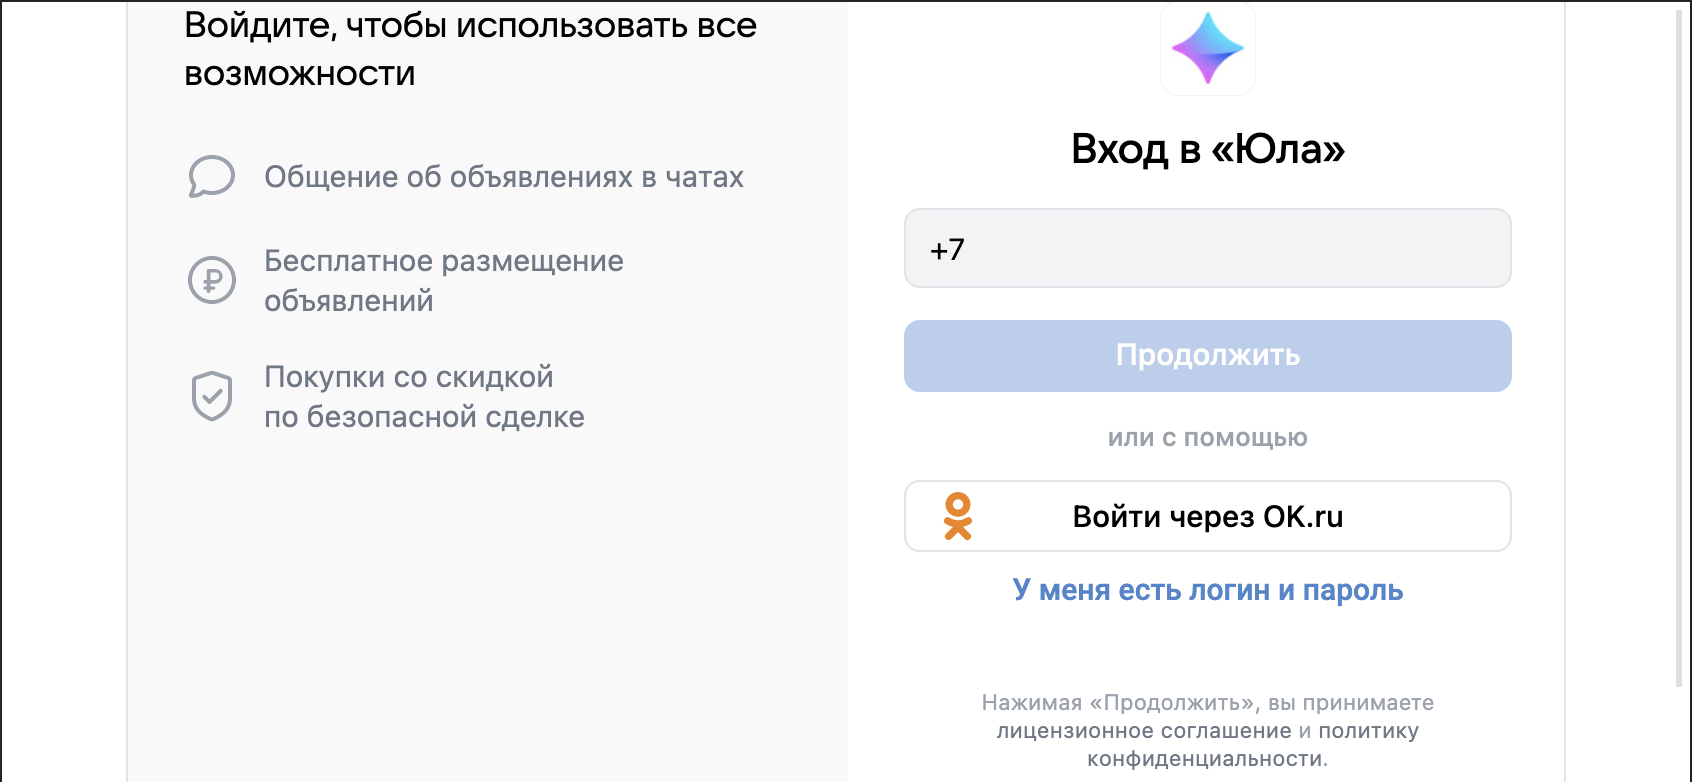 Войдите, чтобы использовать все
возможности
Общение об объявлениях в чатах
Бесплатное размещение
объявлений
Покупки со скидкой
по безопасной сделке
Вход в «Юла»
+7
Продолжить
или с помощью
Войти через OK.ru
У меня есть логин и пароль
Нажимая «Продолжить», вы принимаете
лицензионное соглашение и политику
конфиденциальности.